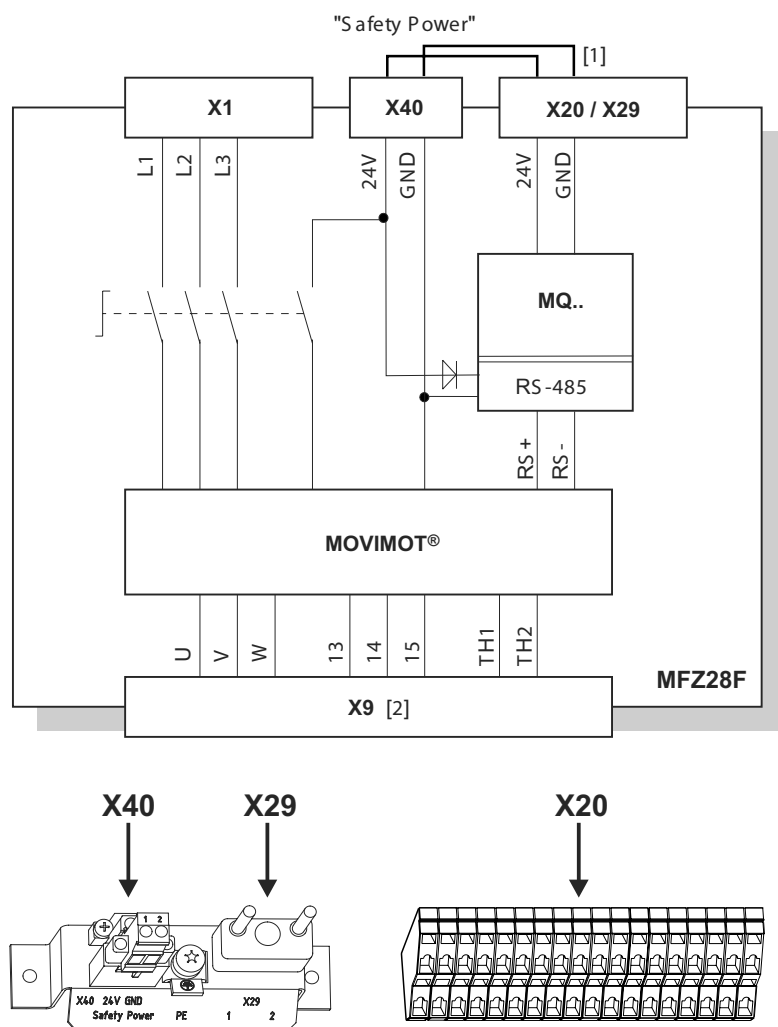 "Safety Power"
[1]
X1
X40
X20 / X29
L1
L2
L3
24V
GND
24V
GND
MQ..
RS-485
RS+
RS-
MOVIMOT®
U
V
W
13
14
15
TH1
TH2
MFZ28F
X9 [2]
X40
X29
X20
1 2
X40 24V GND X29
Safety Power PE 1 2